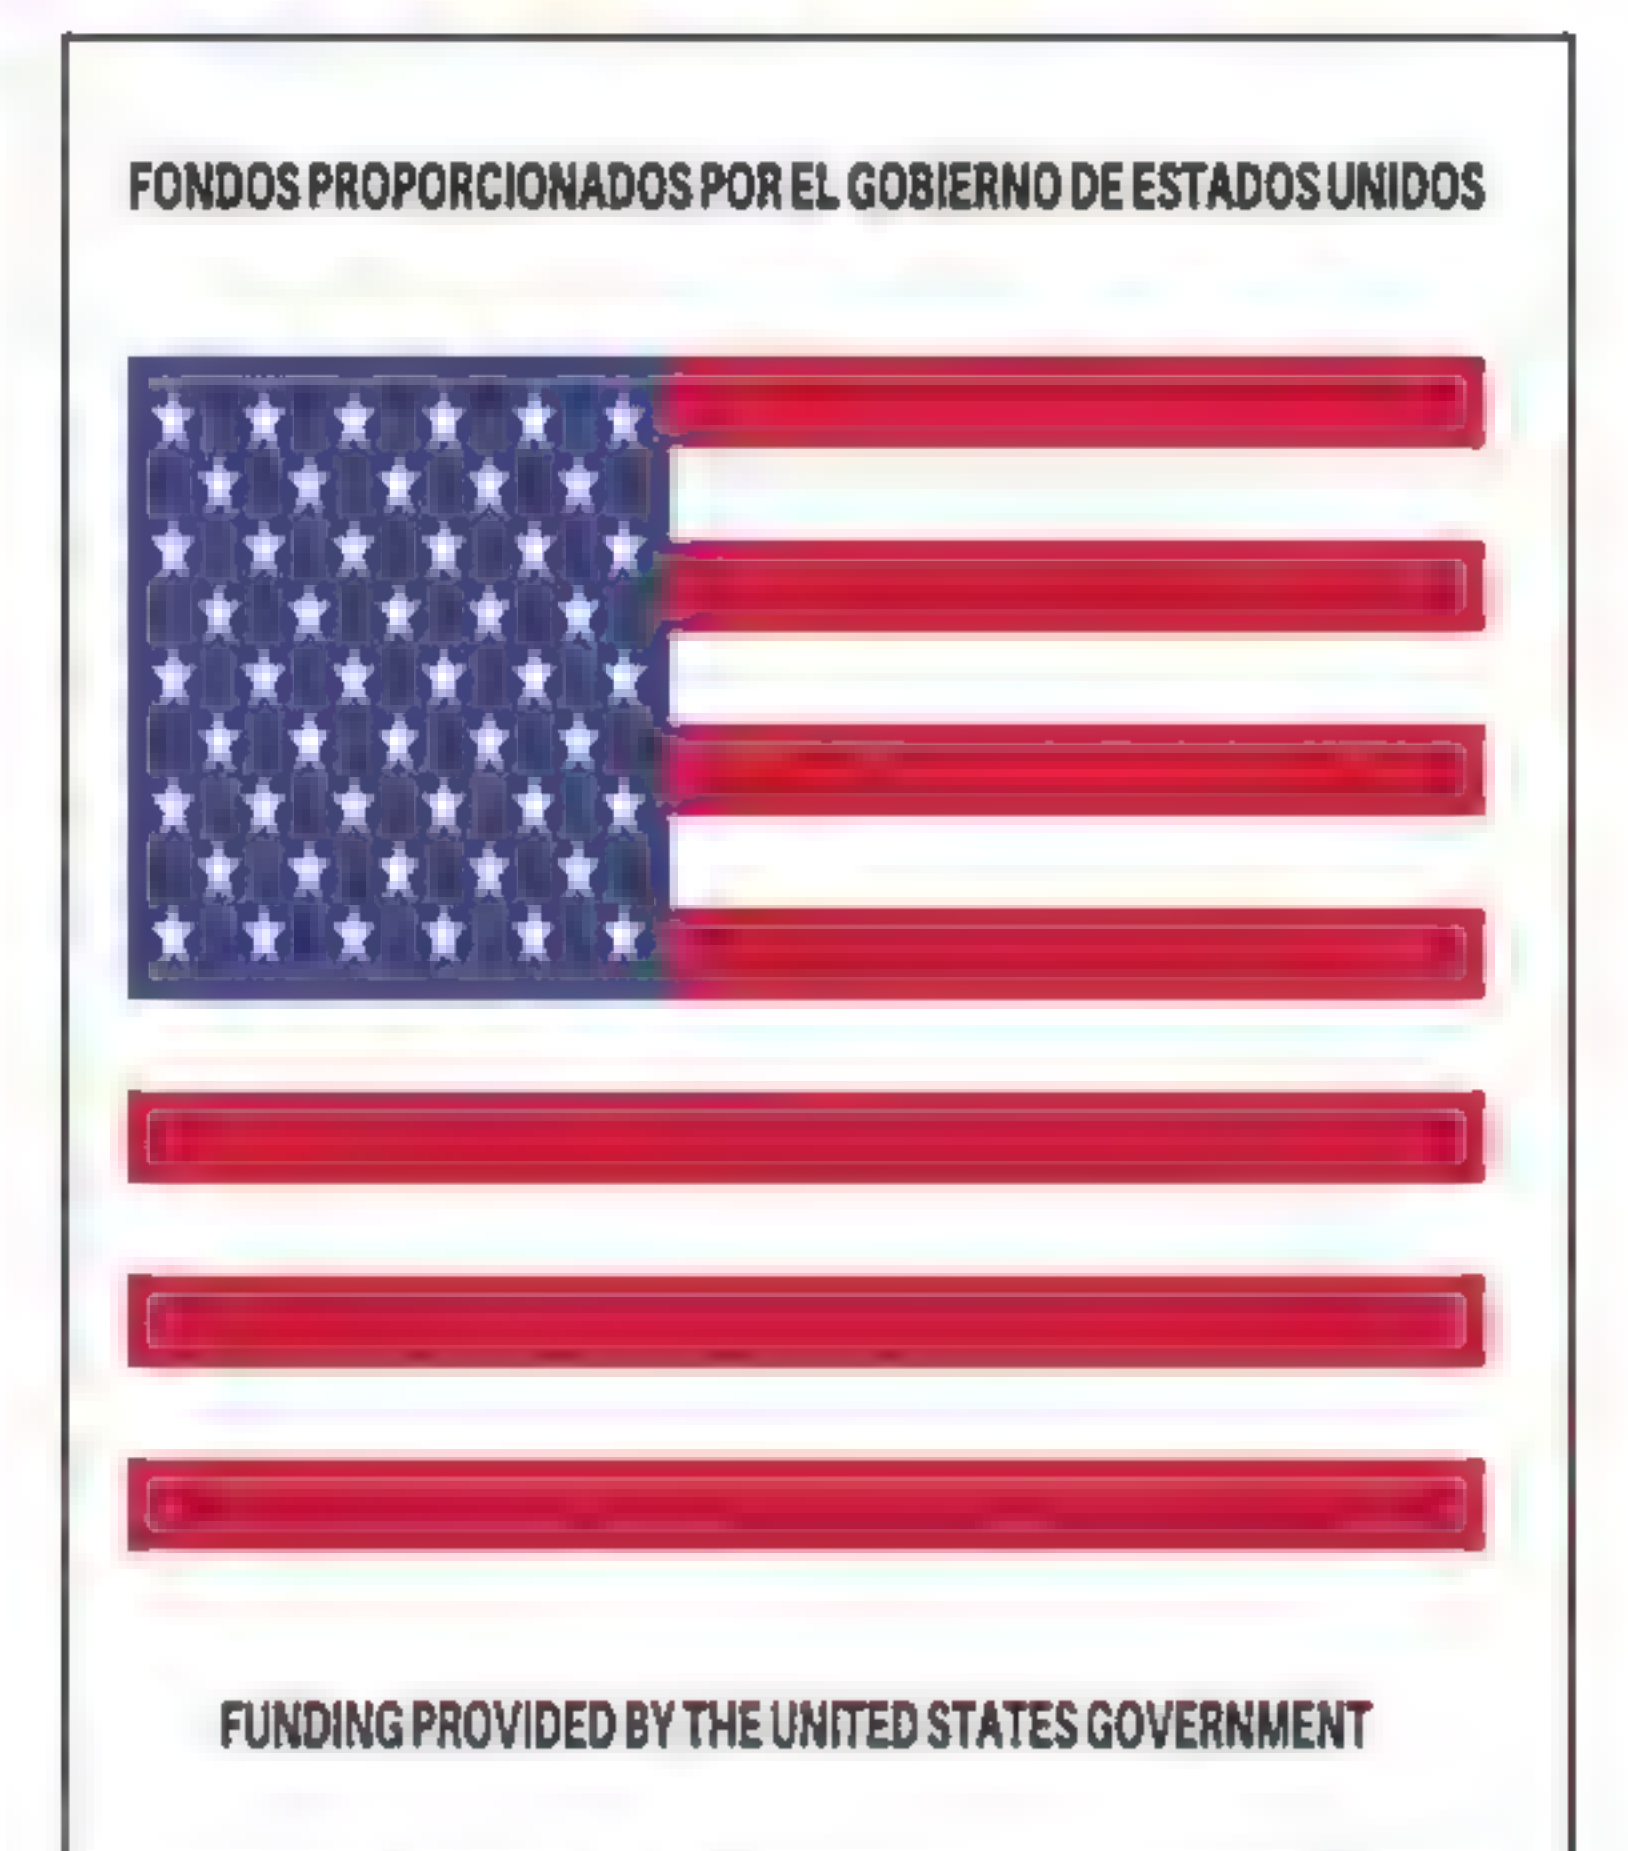 FONDOS PROPORCIONADOS POR EL GOBIERNO DE ESTADOS UNIDOS
FUNDING PROVIDED BY THE UNITED STATES GOVERNMENT